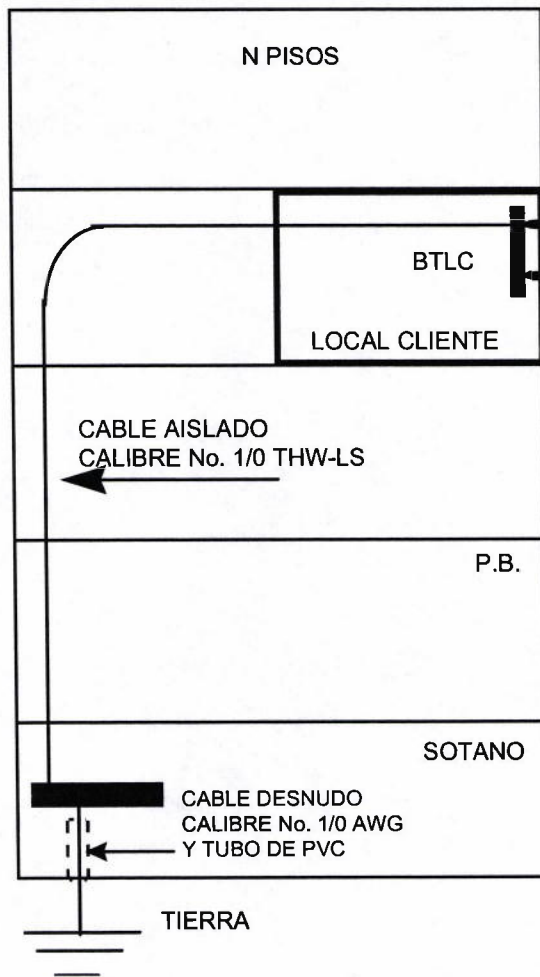 N PISOS
BTLC
LOCAL CLIENTE
CABLE AISLADO
CALIBRE No. 1/0 THW-LS
P.B.
SOTANO
CABLE DESNUDO
CALIBRE No. 1/0 AWG
Y TUBO DE PVC
TIERRA